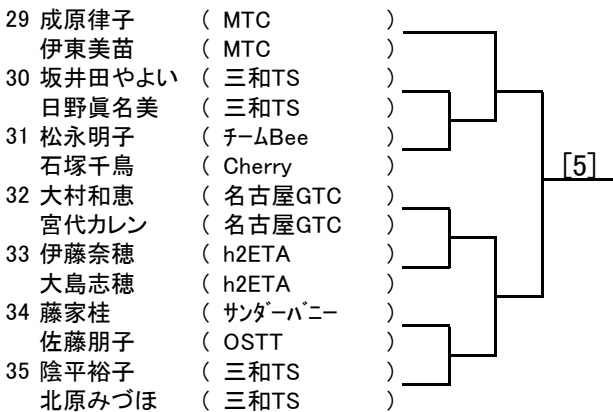 29 成原律子 ( MTC )
伊東美苗 ( MTC )
30 坂井田やよい ( 三和TS )
日野眞名美 ( 三和TS )
31 松永明子 ( ﾁｰﾑBee )
石塚千鳥 ( Cherry )
[5]
32 大村和恵 ( 名古屋GTC )
宮代カレン ( 名古屋GTC )
33 伊藤奈穂 ( h2ETA )
大島志穂 ( h2ETA )
34 藤家桂 ( ｻﾝﾀﾞｰﾊﾞﾆｰ )
佐藤朋子 ( OSTT )
35 陰平裕子 ( 三和TS )
北原みづほ ( 三和TS )